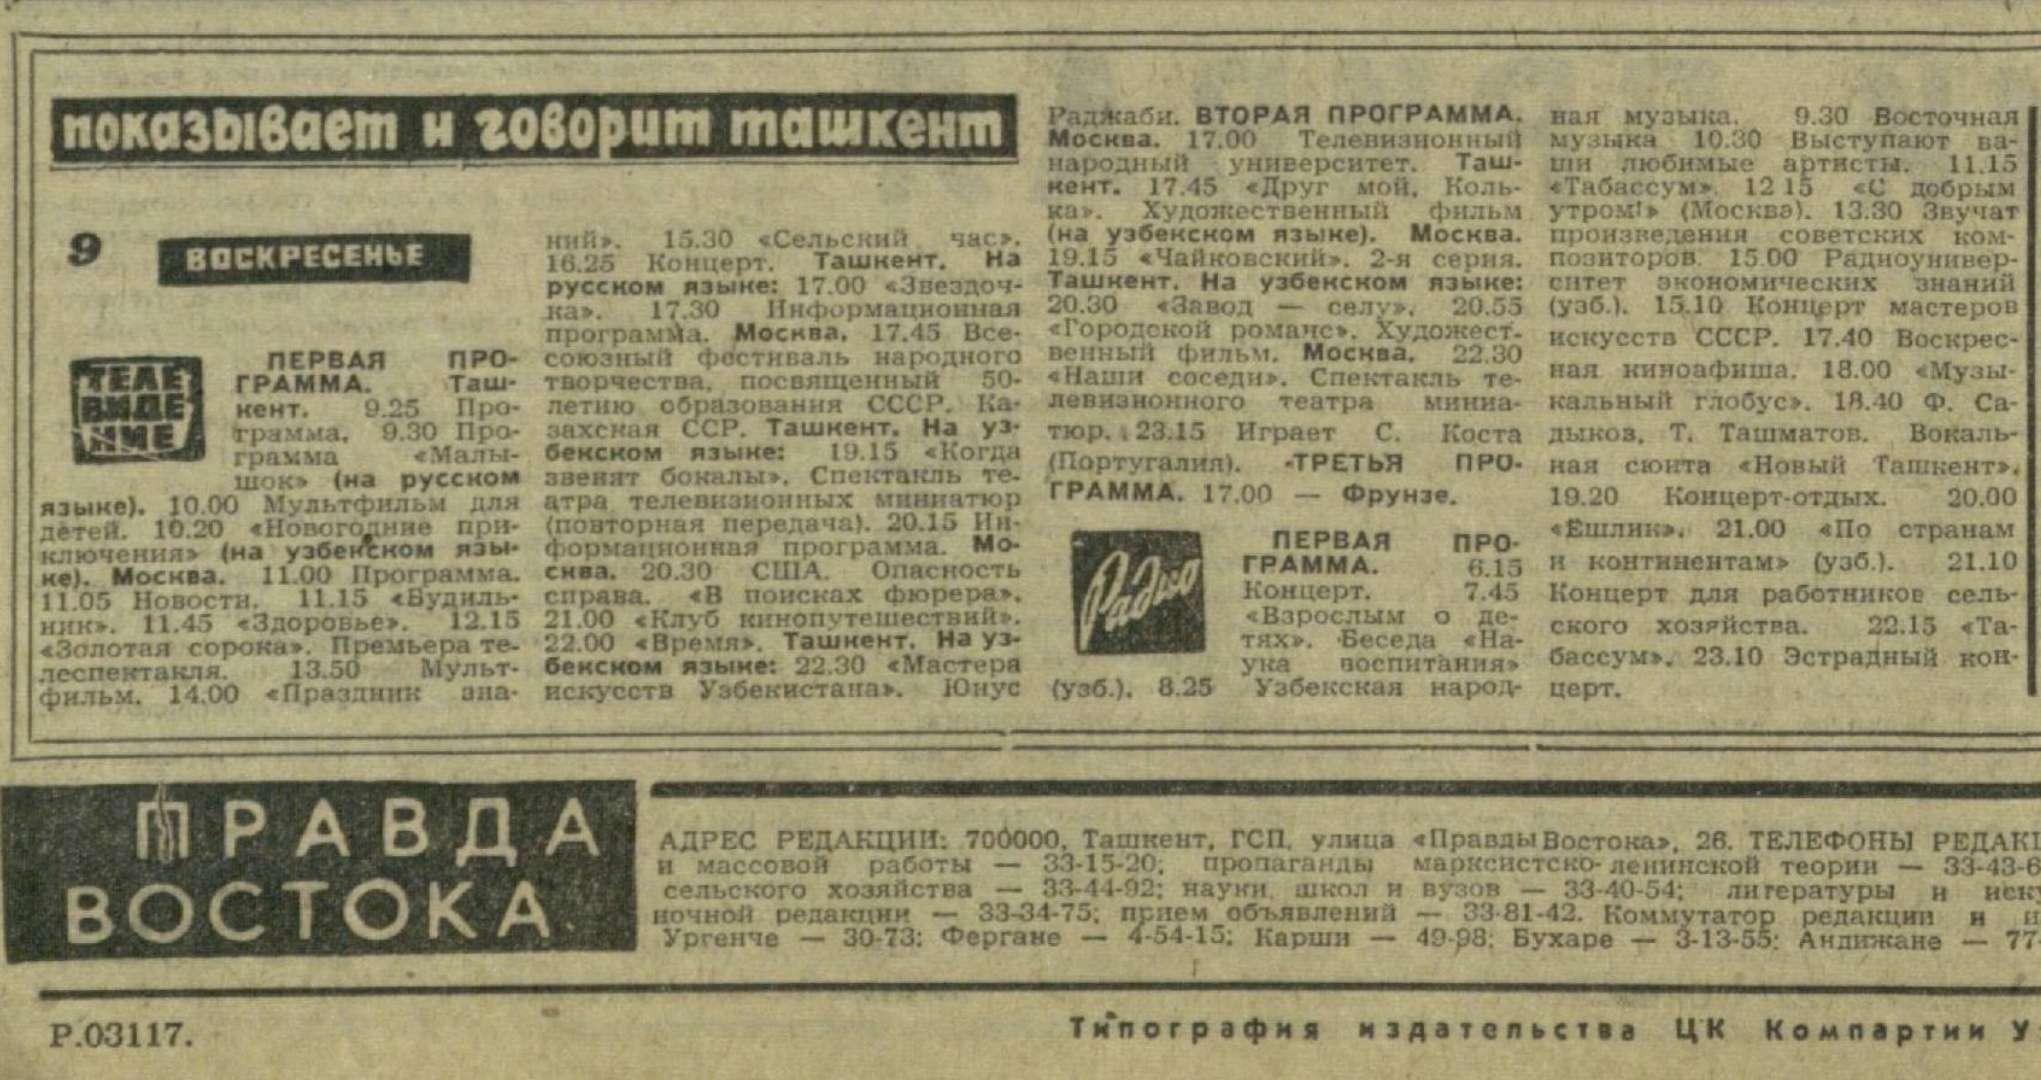 показывает и говорит ташкент
9 ВОСКРЕСЕНЬЕ
ТЕЛЕ
ВИДЕ
НИЕ
ПЕРВАЯ ПРО-
ГРАММА. Таш-
кент. 9.25 Про-
грамма. 9.30 Про-
грамма «Малы-
шок» (на русском
языке). 10.00 Мультфильм для
детей. 10.20 «Новогодние при-
ключения» (на узбекском язы-
ке). Москва. 11.00 Программа.
11.05 Новости. 11.15 «Будиль-
ник». 11.45 «Здоровье». 12.15
«Золотая сорока». Премьера те-
леспектакля. 13.50 Мульт-
фильм. 14.00 «Праздник зна-
ний». 15.30 «Сельский час».
16.25 Концерт. Ташкент. На
русском языке: 17.00 «Звездоч-
ка». 17.30 Информационная
программа. Москва. 17.45 Все-
союзный фестиваль народного
творчества, посвященный 50-
летию образования СССР. Ка-
захская ССР. Ташкент. На уз-
бекском языке: 19.15 «Когда
звенят бокалы». Спектакль те-
атра телевизионных миниатюр
(повторная передача). 20.15 Ин-
формационная программа. Мо-
сква. 20.30 США. Опасность
справа. «В поисках фюрера».
21.00 «Клуб кинопутешествий».
22.00 «Время». Ташкент. На уз-
бекском языке: 22.30 «Мастера
искусств Узбекистана». Юнус
Раджаби. ВТОРАЯ ПРОГРАММА.
Москва. 17.00 Телевизионный
народный университет. Таш-
кент. 17.45 «Друг мой, Коль-
ка». Художественный фильм
(на узбекском языке). Москва.
19.15 «Чайковский». 2-я серия.
Ташкент. На узбекском языке:
20.30 «Завод — селу». 20.55
«Городской романс». Художест-
венный фильм. Москва. 22.30
«Наши соседи». Спектакль те-
левизионного театра миниа-
тюр. 23.15 Играет С. Коста
(Португалия). ТРЕТЬЯ ПРО-
ГРАММА. 17.00 — Фрунзе.
Радио
ПЕРВАЯ ПРО-
ГРАММА. 6.15
Концерт. 7.45
«Взрослым о де-
тях». Беседа «На-
ука воспитания»
(узб.). 8.25 Узбекская народ-
ная музыка. 9.30 Восточная
музыка 10.30 Выступают ва-
ши любимые артисты. 11.15
«Табассум». 12 15 «С добрым
утром!» (Москва). 13.30 Звучат
произведения советских ком-
позиторов. 15.00 Радиоунивер-
ситет экономических знаний
(узб.). 15.10 Концерт мастеров
искусств СССР. 17.40 Воскрес-
ная киноафиша. 18.00 «Музы-
кальный глобус». 18.40 Ф. Са-
дыков, Т. Ташматов. Вокаль-
ная сюита «Новый Ташкент».
19.20 Концерт-отдых. 20.00
«Ёшлик». 21.00 «По странам
и континентам» (узб.). 21.10
Концерт для работников сель-
ского хозяйства. 22.15 «Та-
бассум». 23.10 Эстрадный кон-
церт.
ПРАВДА
ВОСТОКА
АДРЕС РЕДАКЦИИ: 700000, Ташкент, ГСП, улица «Правды Востока», 26. ТЕЛЕФОНЫ РЕДАКЦ
и массовой работы — 33-15-20; пропаганды марксистско-ленинской теории — 33-43-6
сельского хозяйства — 33-44-92; науки, школ и вузов — 33-40-54; литературы и иск
ночной редакции — 33-34-75; прием объявлений — 33-81-42. Коммутатор редакции и
Ургенче — 30-73; Фергане — 4-54-15; Карши — 49-98; Бухаре — 3-13-55; Андижане — 77-
Р.03117.
Типография издательства ЦК Компартии У